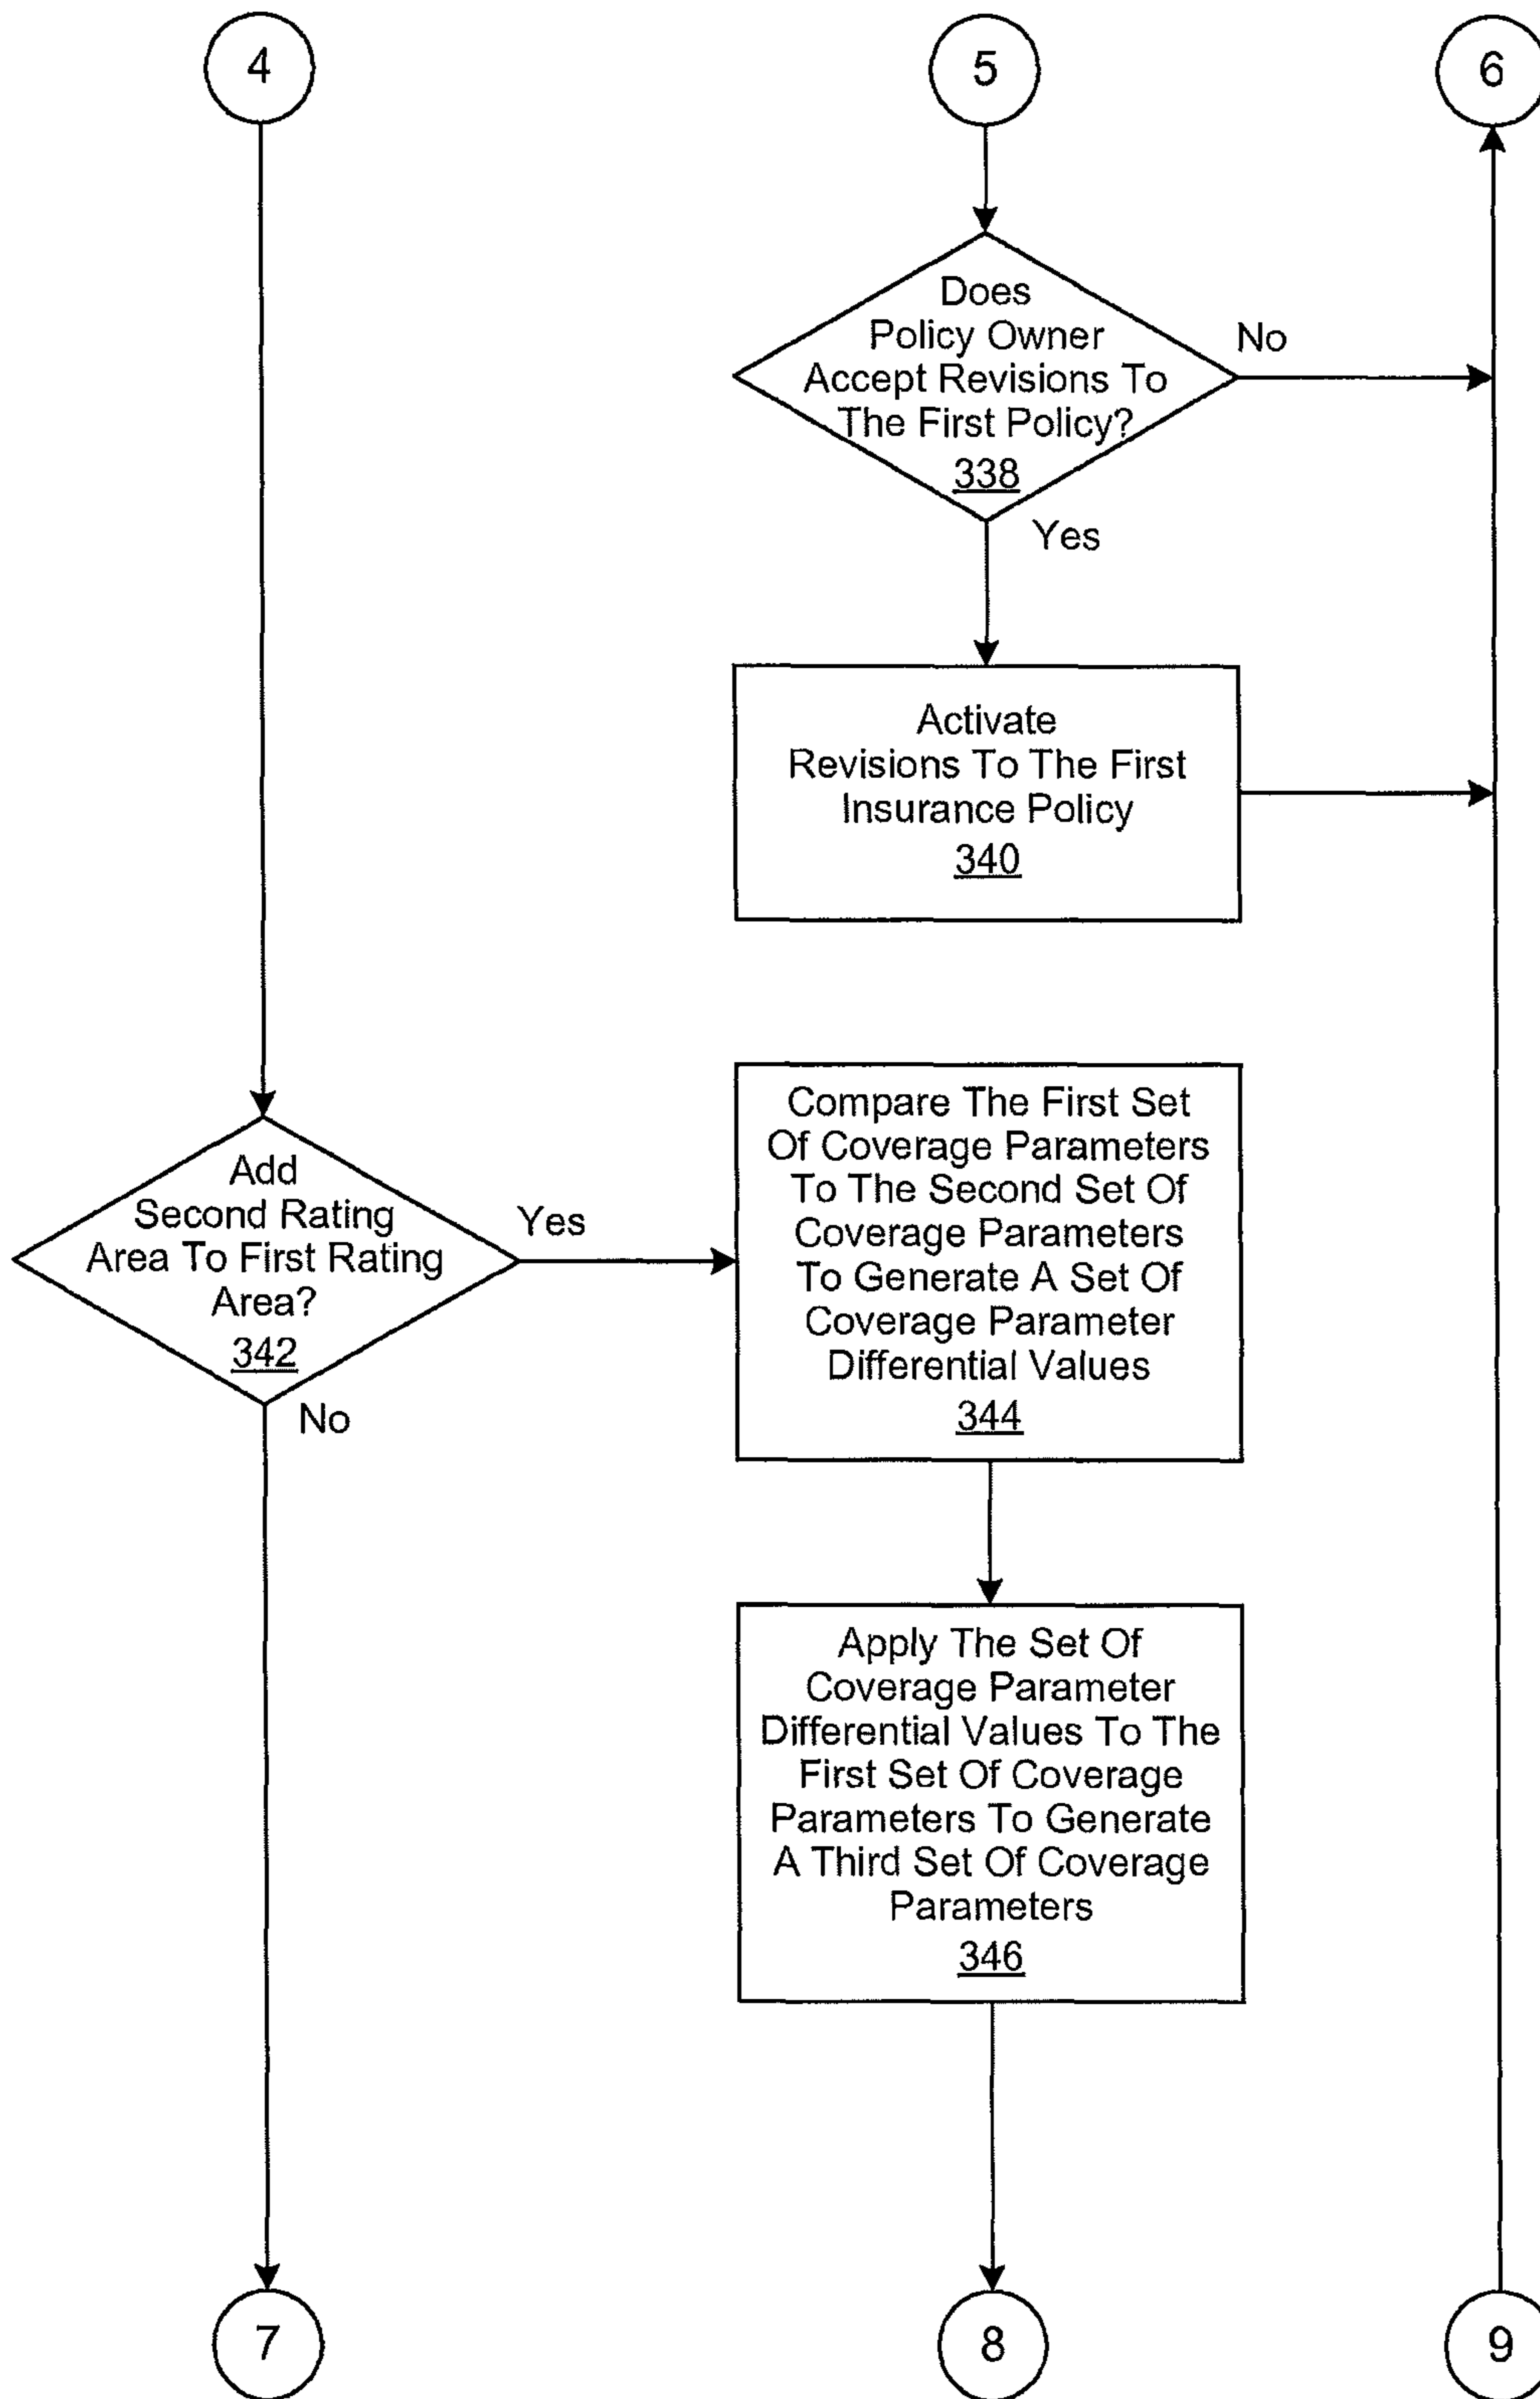 4
5
6
Does
Policy Owner
Accept Revisions To
The First Policy?
338
No
Yes
Activate
Revisions To The First
Insurance Policy
340
Add
Second Rating
Area To First Rating
Area?
342
Yes
No
Compare The First Set
Of Coverage Parameters
To The Second Set Of
Coverage Parameters
To Generate A Set Of
Coverage Parameter
Differential Values
344
Apply The Set Of
Coverage Parameter
Differential Values To The
First Set Of Coverage
Parameters To Generate
A Third Set Of Coverage
Parameters
346
7
8
9